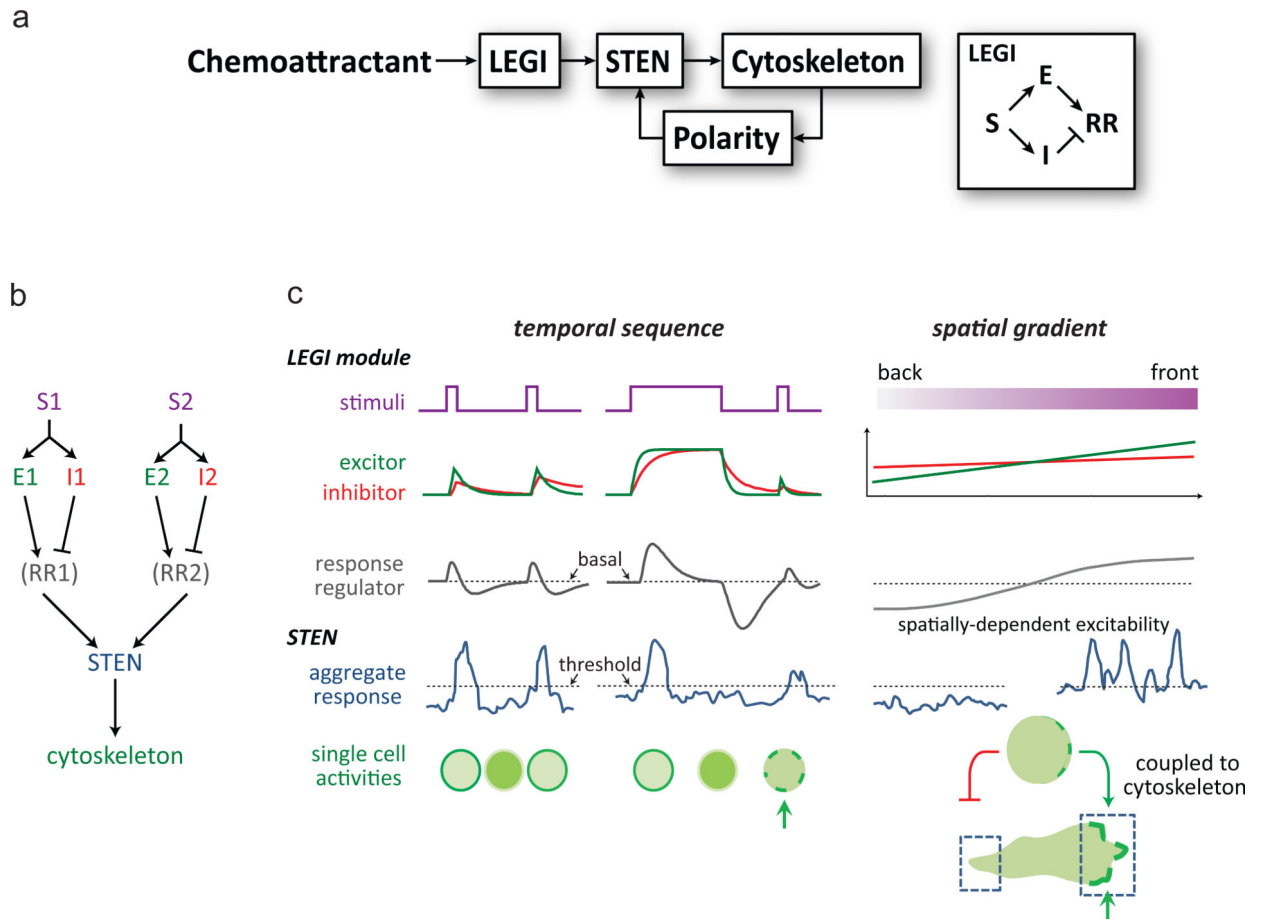 a
Chemoattractant
LEGI
STEN
Cytoskeleton
Polarity
LEGI
E
S
RR
I
b
S1
S2
E1
I1
E2
I2
(RR1)
(RR2)
STEN
cytoskeleton
c
temporal sequence
spatial gradient
LEGI module
stimuli
back
front
excitor
inhibitor
response
regulator
basal
STEN
spatially-dependent excitability
aggregate
response
threshold
single cell
activities
coupled to
cytoskeleton